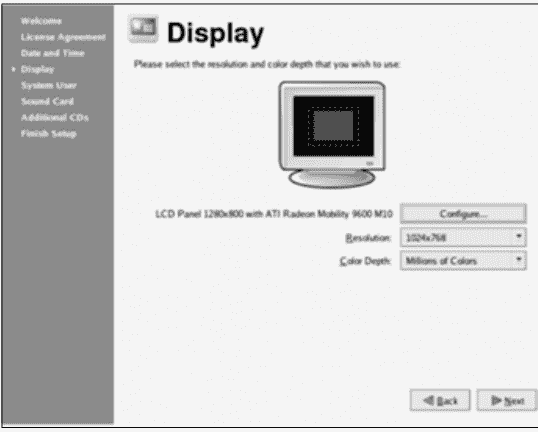 Welcome
License Agreement
Date and Time
Display
System User
Sound Card
Additional CDs
Finish Setup
Display
Please select the resolution and color depth that you wish to use:
LCD Panel 1280x800 with ATI Radeon Mobility 9600 M10
Configure...
Resolution: 1024x768
Color Depth: Millions of Colors
Back Next